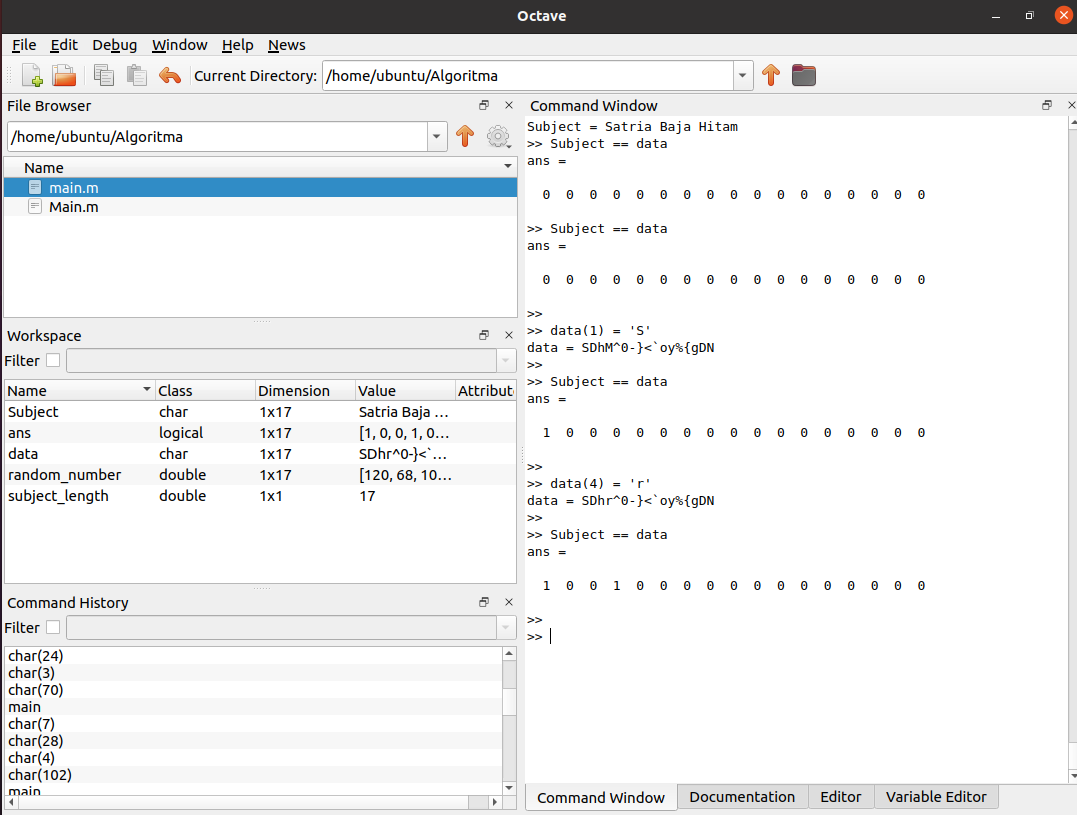 Octave
File Edit Debug Window Help News
Current Directory: /home/ubuntu/Algoritma
File Browser
/home/ubuntu/Algoritma
Name
main.m
Main.m
Workspace
Filter
Name Class Dimension Value Attribut
Subject char 1x17 Satria Baja ...
ans logical 1x17 [1, 0, 0, 1, 0...
data char 1x17 SDhr^0-}<`...
random_number double 1x17 [120, 68, 10...
subject_length double 1x1 17
Command History
Filter
char(24)
char(3)
char(70)
main
char(7)
char(28)
char(4)
char(102)
main
Command Window
Subject = Satria Baja Hitam
>> Subject == data
ans =
0 0 0 0 0 0 0 0 0 0 0 0 0 0 0 0 0
>> Subject == data
ans =
0 0 0 0 0 0 0 0 0 0 0 0 0 0 0 0 0
>>
>> data(1) = 'S'
data = SDhM^0-}<`oy%{gDN
>>
>> Subject == data
ans =
1 0 0 0 0 0 0 0 0 0 0 0 0 0 0 0 0
>>
>> data(4) = 'r'
data = SDhr^0-}<`oy%{gDN
>>
>> Subject == data
ans =
1 0 0 1 0 0 0 0 0 0 0 0 0 0 0 0 0
>>
>>
Command Window Documentation Editor Variable Editor